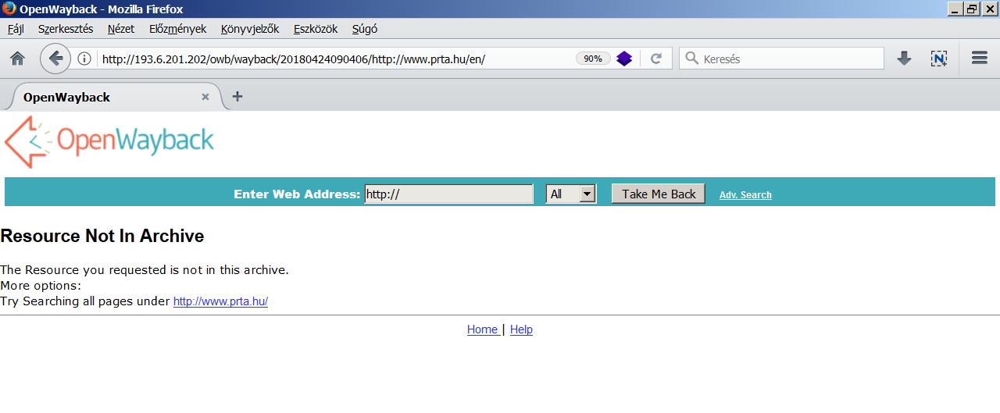 OpenWayback - Mozilla Firefox
Fájl Szerkesztés Nézet Előzmények Könyvjelzők Eszközök Súgó
http://193.6.201.202/owb/wayback/20180424090406/http://www.prta.hu/en/ 90% Keresés
OpenWayback
OpenWayback
Enter Web Address: http:// All Take Me Back Adv. Search
Resource Not In Archive
The Resource you requested is not in this archive.
More options:
Try Searching all pages under http://www.prta.hu/
Home | Help